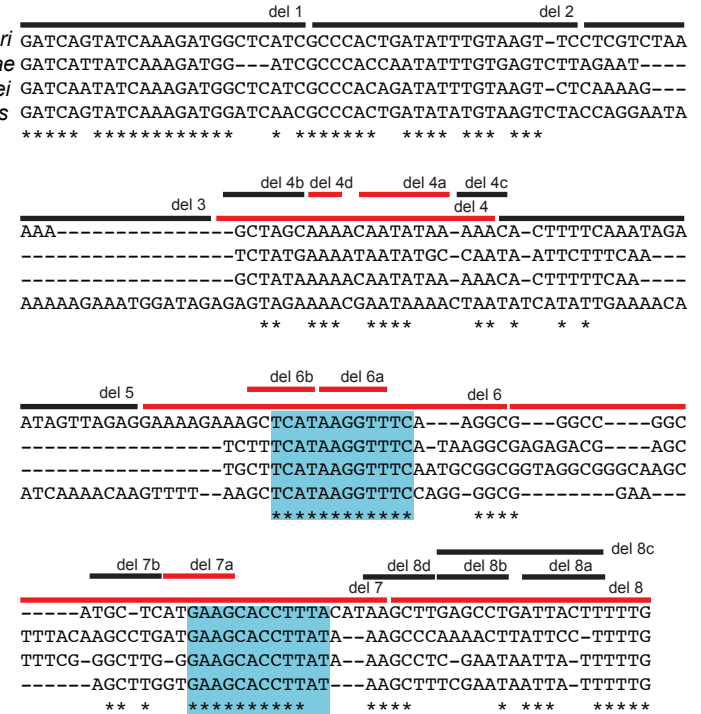 del 1 del 2
ri GATCAGTATCAAAGATGGCTCATCGCCCACTGATATTTGTAAGT-TCCTCGTCTAA
ae GATCATTATCAAAGATGG---ATCGCCCACCAATATTTGTGAGTCTTAGAAT----
ei GATCAATATCAAAGATGGCTCATCGCCCACAGATATTTGTAAGT-CTCAAAAG---
s GATCAGTATCAAAGATGGATCAACGCCCACTGATATATGTAAGTCTACCAGGAATA
***** ************ * ******* **** *** ***
del 4b del 4d del 4a del 4c
del 3 del 4
AAA---------------GCTAGCAAAACAATATAA-AAACA-CTTTTCAAATAGA
------------------TCTATGAAAATAATATGC-CAATA-ATTCTTTCAA---
------------------GCTATAAAAACAATATAA-AAACA-CTTTTTCAA----
AAAAAGAAATGGATAGAGAGTAGAAAACGAATAAAACTAATATCATATTGAAAACA
** *** **** ** * * *
del 6b del 6a
del 5 del 6
ATAGTTAGAGGAAAAGAAAGCTCATAAGGTTTCA---AGGCG---GGCC----GGC
-----------------TCTTTCATAAGGTTTCA-TAAGGCGAGAGACG----AGC
-----------------TGCTTCATAAGGTTTCAATGCGGCGGTAGGCGGGCAAGC
ATCAAAACAAGTTTT--AAGCTCATAAGGTTTCCAGG-GGCG--------GAA---
************ ****
del 8c
del 7b del 7a del 8d del 8b del 8a
del 7 del 8
-----ATGC-TCATGAAGCACCTTTACATAAGCTTGAGCCTGATTACTTTTTG
TTTACAAGCCTGATGAAGCACCTTATA--AAGCCCAAAACTTATTCC-TTTTG
TTTCG-GGCTTG-GGAAGCACCTTATA--AAGCCTC-GAATAATTA-TTTTTG
------AGCTTGGTGAAGCACCTTAT---AAGCTTTCGAATAATTA-TTTTTG
** * ********** **** * *** *****